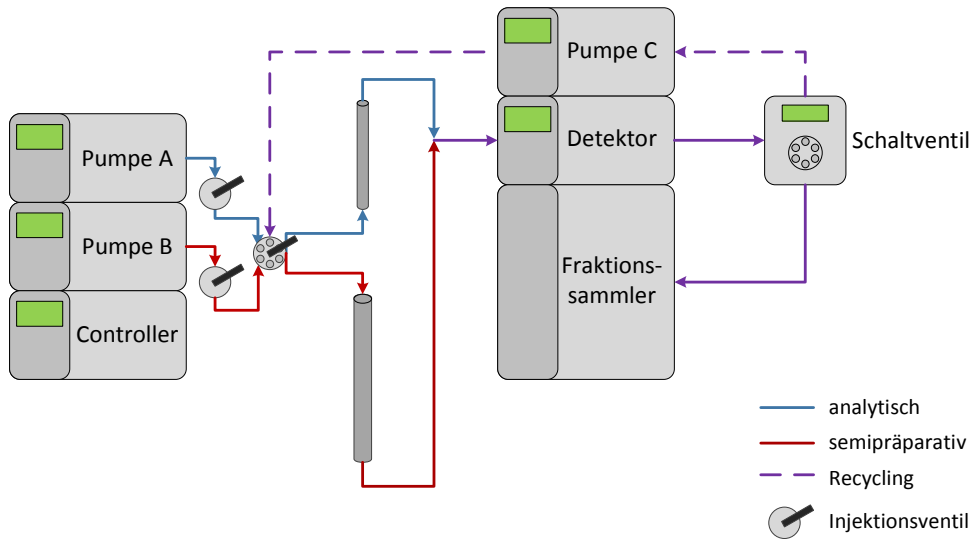 Pumpe A
Pumpe B
Controller
Pumpe C
Detektor
Fraktions-
sammler
Schaltventil
analytisch
semipräparativ
Recycling
Injektionsventil